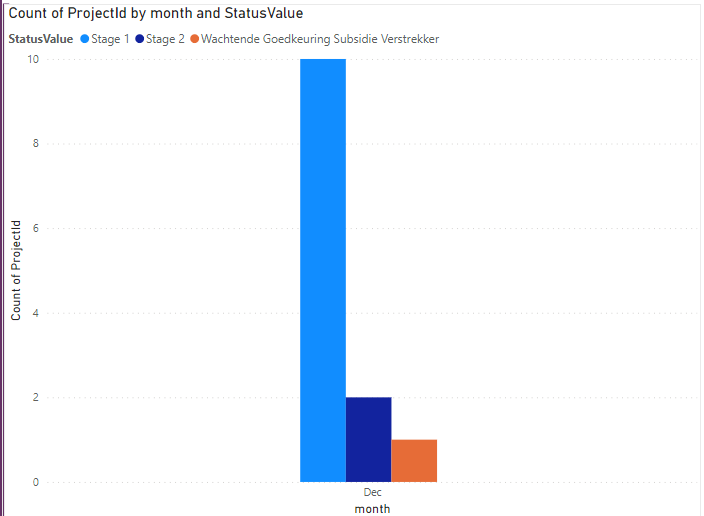 Count of ProjectId by month and StatusValue
StatusValue Stage 1 Stage 2 Wachtende Goedkeuring Subsidie Verstrekker
10
8
6
4
2
0
Count of ProjectId
Dec
month